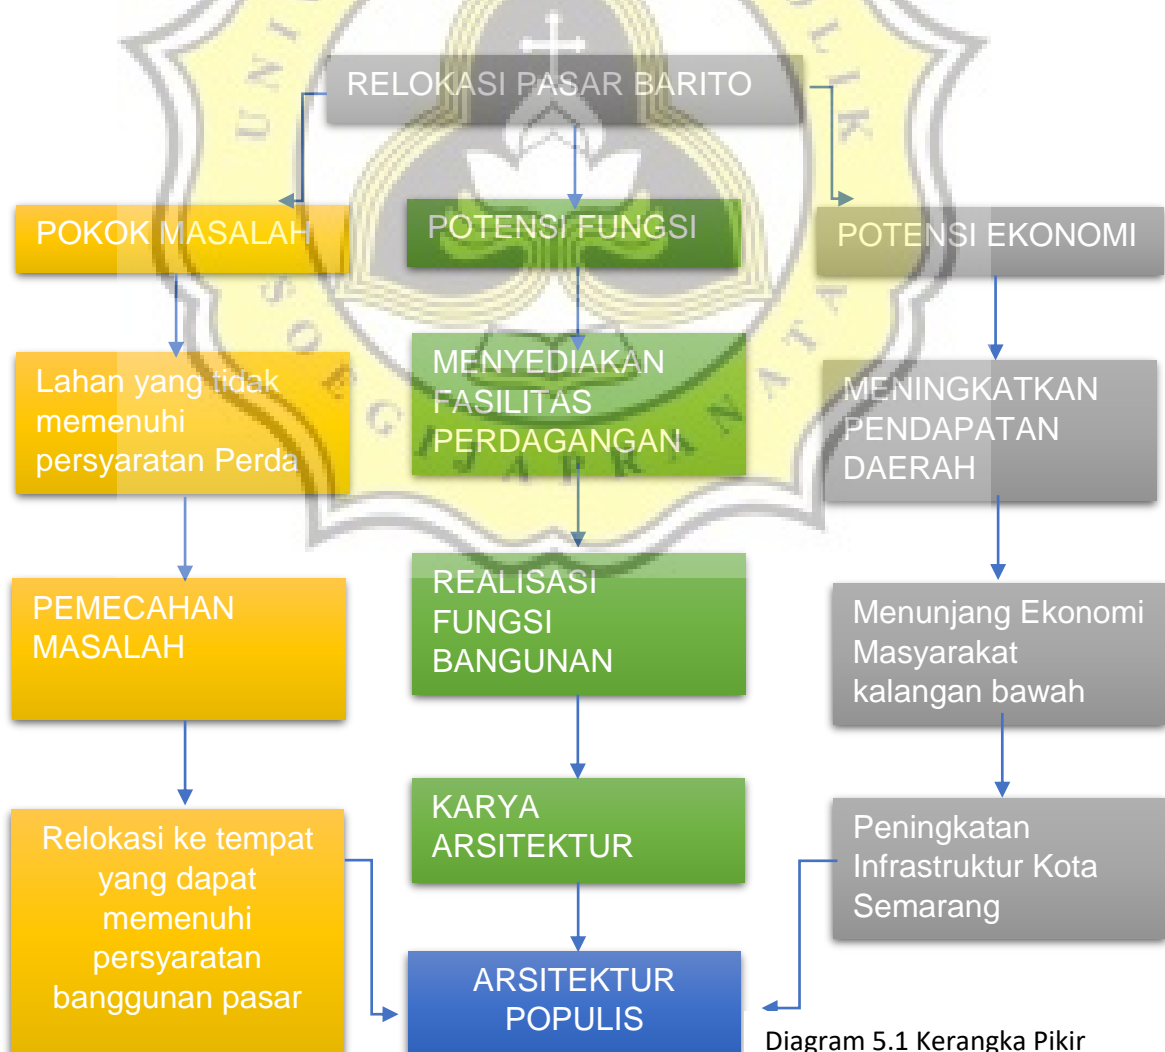 RELOKASI PASAR BARITO
POKOK MASALAH
POTENSI FUNGSI
POTENSI EKONOMI
Lahan yang tidak
memenuhi
persyaratan Perda
MENYEDIAKAN
FASILITAS
PERDAGANGAN
MENINGKATKAN
PENDAPATAN
DAERAH
PEMECAHAN
MASALAH
REALISASI
FUNGSI
BANGUNAN
Menunjang Ekonomi
Masyarakat
kalangan bawah
Relokasi ke tempat
yang dapat
memenuhi
persyaratan
banggunan pasar
KARYA
ARSITEKTUR
Peningkatan
Infrastruktur Kota
Semarang
ARSITEKTUR
POPULIS
Diagram 5.1 Kerangka Pikir
SOEGIJAPRANATA